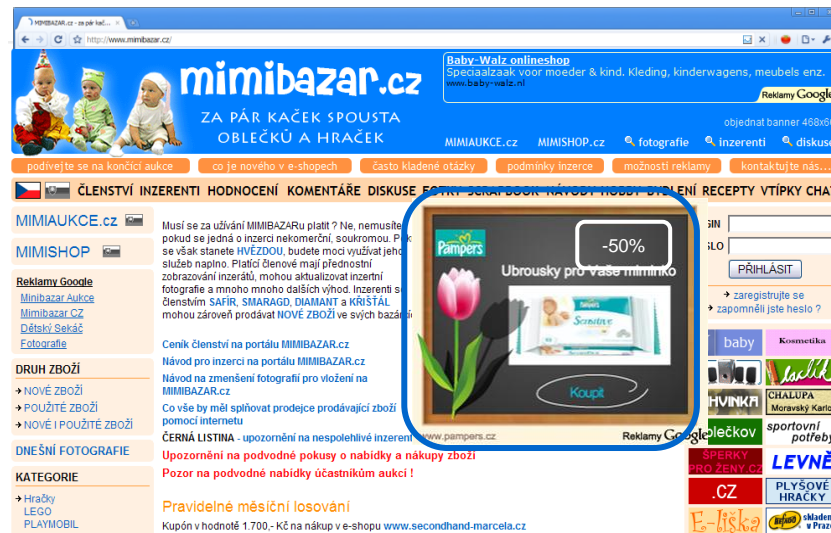 MIMIBAZAR.cz - za pár kač...
http://www.mimibazar.cz/
mimibazar.cz
ZA PÁR KAČEK SPOUSTA
OBLEČKŮ A HRAČEK
Baby-Walz onlineshop
Speciaalzaak voor moeder & kind. Kleding, kinderwagens, meubels enz.
www.baby-walz.nl
Reklamy Google
objednat banner 468x60
MIMIAUKCE.cz MIMISHOP.cz fotografie inzerenti diskuse
podívejte se na končící aukce co je nového v e-shopech často kladené otázky podmínky inzerce možnosti reklamy kontaktujte nás...
ČLENSTVÍ INZERENTI HODNOCENÍ KOMENTÁŘE DISKUSE FOTKY SCRAPBOOK NÁVODY HOBBY BYDLENÍ RECEPTY VTÍPKY CHAT
MIMIAUKCE.cz
MIMISHOP
Reklamy Google
Minibazar Aukce
Mimibazar CZ
Dětský Sekáč
Fotografie
DRUH ZBOŽÍ
NOVÉ ZBOŽÍ
POUŽITÉ ZBOŽÍ
NOVÉ I POUŽITÉ ZBOŽÍ
DNEŠNÍ FOTOGRAFIE
KATEGORIE
Hračky
LEGO
PLAYMOBIL
Musí se za užívání MIMIBAZARu platit ? Ne, nemusíte
pokud se jedná o inzerci nekomerční, soukromou.
se však stanete HVĚZDOU, budete moci využívat jeho
služeb naplno. Platící členové mají přednostní
zobrazování inzerátů, mohou aktualizovat inzertní
fotografie a mnoho mnoho dalších výhod. Inzerenti s
členstvím SAFÍR, SMARAGD, DIAMANT a KŘIŠŤÁL
mohou zároveň prodávat NOVÉ ZBOŽÍ ve svých
Ceník členství na portálu MIMIBAZAR.cz
Návod pro inzerci na portálu MIMIBAZAR.cz
Návod na zmenšení fotografií pro vložení na
MIMIBAZAR.cz
Co vše by měl splňovat prodejce prodávající zboží
pomocí internetu
ČERNÁ LISTINA - upozornění na nespolehlivé inzerenty
Upozornění na podvodné pokusy o nabídky a nákupy zboží
Pozor na podvodné nabídky účastníkům aukcí !
Pravidelné měsíční losování
Kupón v hodnotě 1.700,- Kč na nákup v e-shopu www.secondhand-marcela.cz
Pampers
-50%
Ubrousky pro Vaše miminko
Pampers
Sensitive
Koupit
www.pampers.cz
Reklamy Google
GIN
SLO
PŘIHLÁSIT
zaregistrujte se
zapomněli jste heslo ?
baby
Kosmetika
HVINKA
CHALUPA
Moravský Karlo
olečkov
sportovní
potřeby
ŠPERKY
PRO ŽENY.CZ
LEVNĚ
.CZ
PLYŠOVÉ
HRAČKY
E-liška
skladem
v Praze